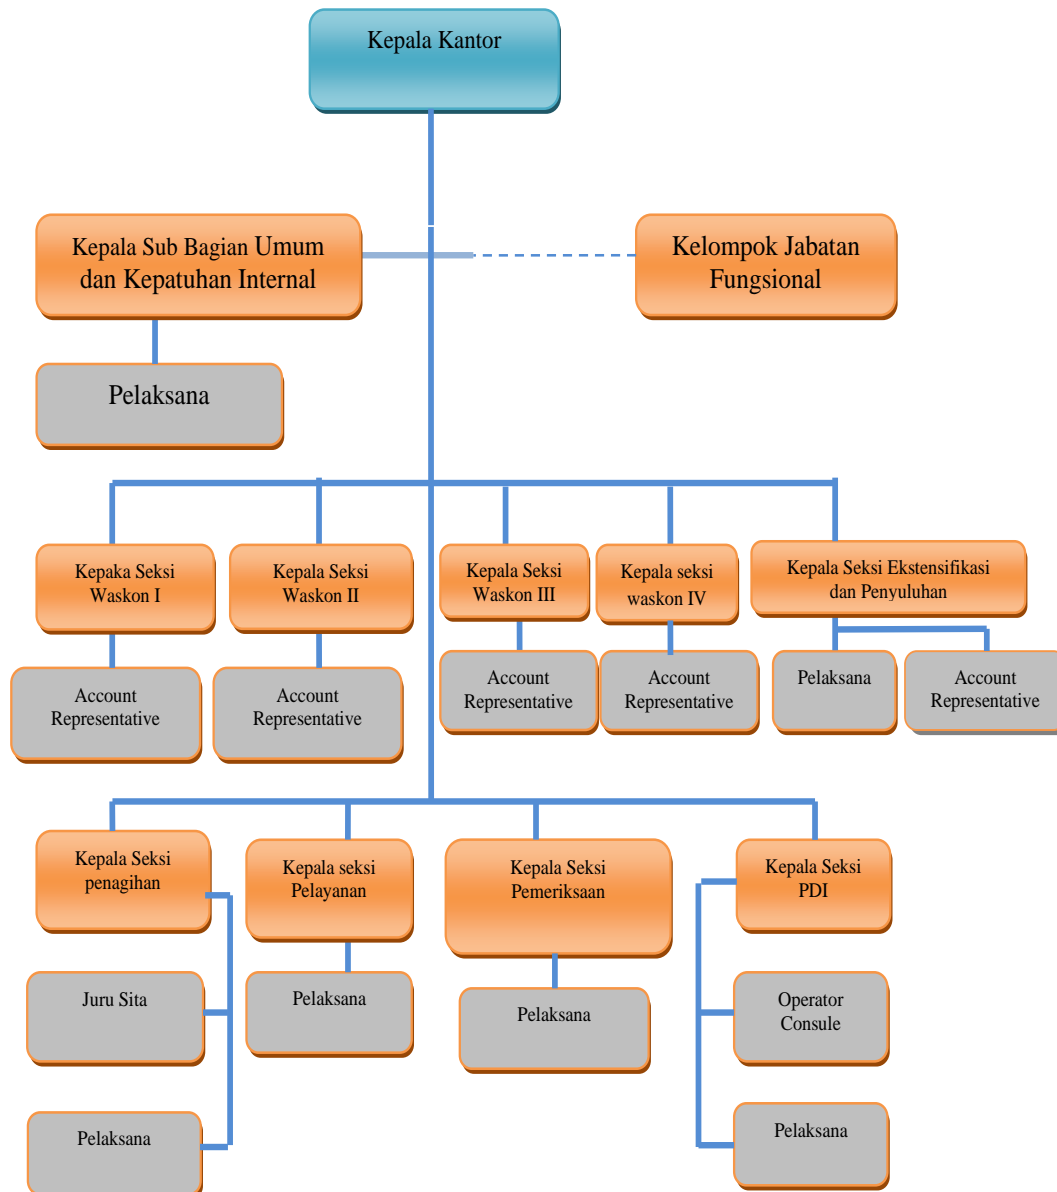 Kepala Kantor
Kepala Sub Bagian Umum
dan Kepatuhan Internal
Kelompok Jabatan
Fungsional
Pelaksana
Kepaka Seksi
Waskon I
Kepala Seksi
Waskon II
Kepala Seksi
Waskon III
Kepala seksi
waskon IV
Kepala Seksi Ekstensifikasi
dan Penyuluhan
Account
Representative
Account
Representative
Account
Representative
Account
Representative
Pelaksana
Account
Representative
Kepala Seksi
penagihan
Kepala seksi
Pelayanan
Kepala Seksi
Pemeriksaan
Kepala Seksi
PDI
Juru Sita
Pelaksana
Pelaksana
Operator
Consule
Pelaksana
Pelaksana